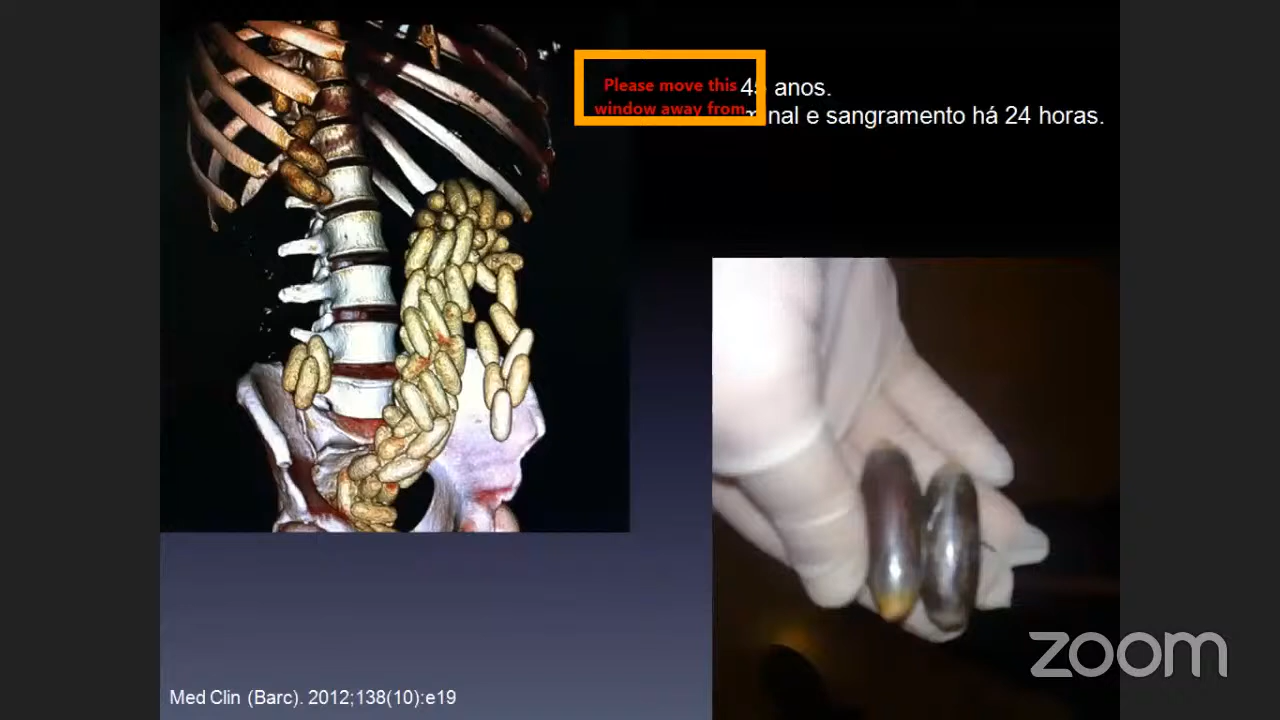 Please move this
window away from
anos.
e sangramento há 24 horas.
Med Clin (Barc). 2012;138(10):e19
zoom